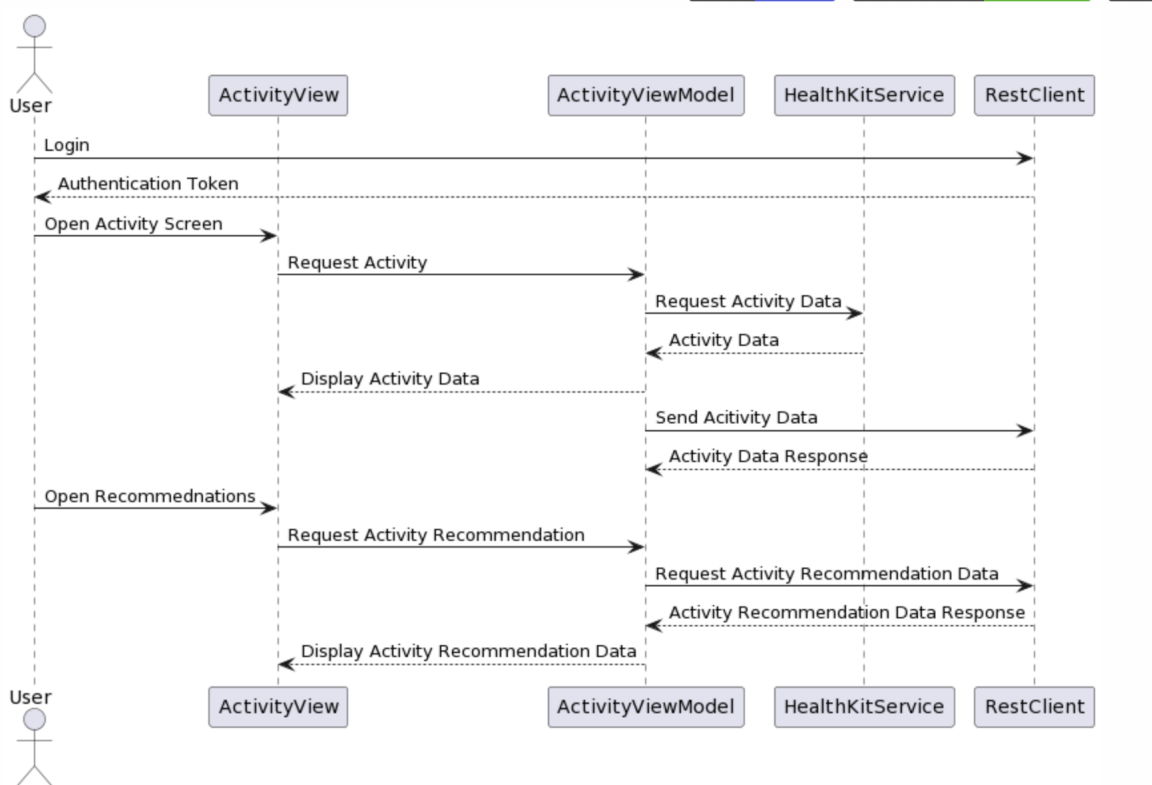 User
ActivityView
ActivityViewModel
HealthKitService
RestClient
Login
Authentication Token
Open Activity Screen
Request Activity
Request Activity Data
Activity Data
Display Activity Data
Send Acitivity Data
Activity Data Response
Open Recommednations
Request Activity Recommendation
Request Activity Recommendation Data
Activity Recommendation Data Response
Display Activity Recommendation Data
User
ActivityView
ActivityViewModel
HealthKitService
RestClient